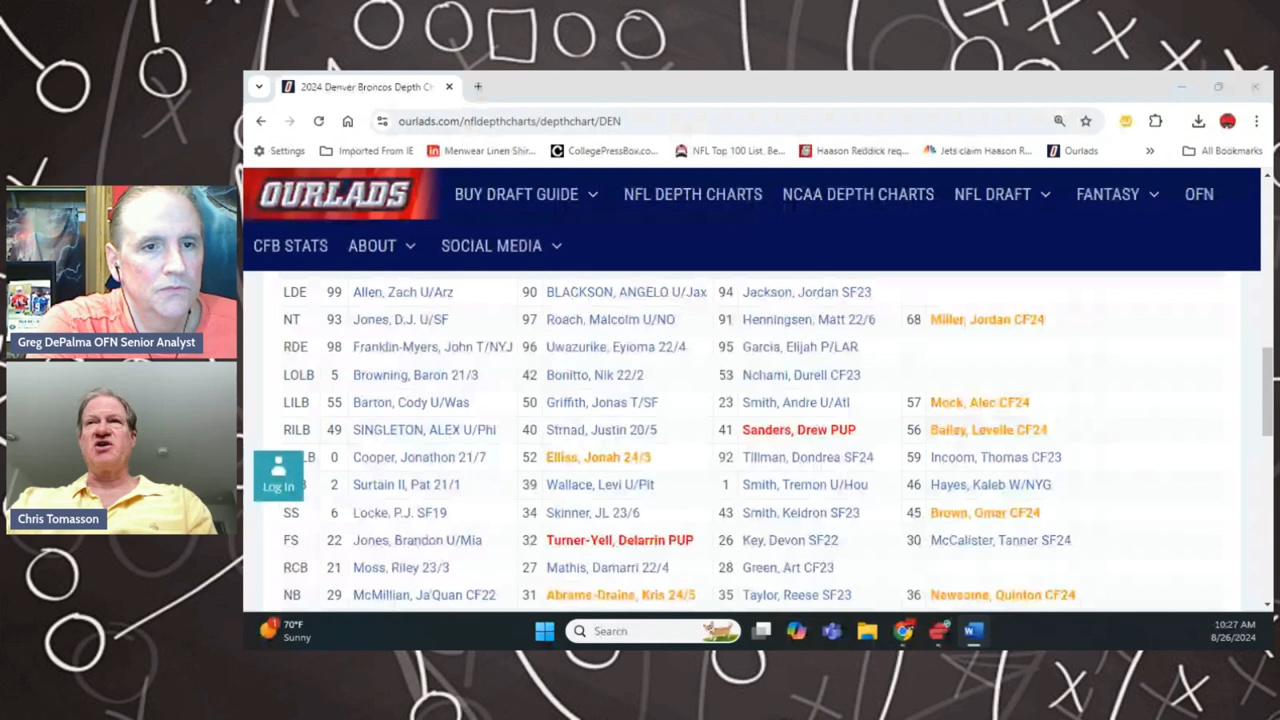 2024 Denver Broncos Depth Ch
ourlads.com/nfldepthcharts/depthchart/DEN
Settings Imported From IE Menwear Linen Shir... CollegePressBox.co... NFL Top 100 List, Be... Haason Reddick req... Jets claim Haason R... Ourlads » All Bookmarks
OURLADS BUY DRAFT GUIDE NFL DEPTH CHARTS NCAA DEPTH CHARTS NFL DRAFT FANTASY OFN
CFB STATS ABOUT SOCIAL MEDIA
LDE 99 Allen, Zach U/Arz 90 BLACKSON, ANGELO U/Jax 94 Jackson, Jordan SF23
NT 93 Jones, D.J. U/SF 97 Roach, Malcolm U/NO 91 Henningsen, Matt 22/6 68 Miller, Jordan CF24
RDE 98 Franklin-Myers, John T/NYJ 96 Uwazurike, Eyioma 22/4 95 Garcia, Elijah P/LAR
LOLB 5 Browning, Baron 21/3 42 Bonitto, Nik 22/2 53 Nchami, Durell CF23
LILB 55 Barton, Cody U/Was 50 Griffith, Jonas T/SF 23 Smith, Andre U/Atl 57 Mock, Alec CF24
RILB 49 SINGLETON, ALEX U/Phi 40 Strnad, Justin 20/5 41 Sanders, Drew PUP 56 Bailey, Levelle CF24
LB 0 Cooper, Jonathon 21/7 52 Elliss, Jonah 24/3 92 Tillman, Dondrea SF24 59 Incoom, Thomas CF23
2 Surtain II, Pat 21/1 39 Wallace, Levi U/Pit 1 Smith, Tremon U/Hou 46 Hayes, Kaleb W/NYG
SS 6 Locke, P.J. SF19 34 Skinner, JL 23/6 43 Smith, Keidron SF23 45 Brown, Omar CF24
FS 22 Jones, Brandon U/Mia 32 Turner-Yell, Delarrin PUP 26 Key, Devon SF22 30 McCalister, Tanner SF24
RCB 21 Moss, Riley 23/3 27 Mathis, Damarri 22/4 28 Green, Art CF23
NB 29 McMillian, Ja'Quan CF22 31 Abrams-Draine, Kris 24/5 35 Taylor, Reese SF23 36 Newsome, Quinton CF24
Log In
Greg DePalma OFN Senior Analyst
Chris Tomasson
1 70°F
Sunny
Search
10:27 AM
8/26/2024